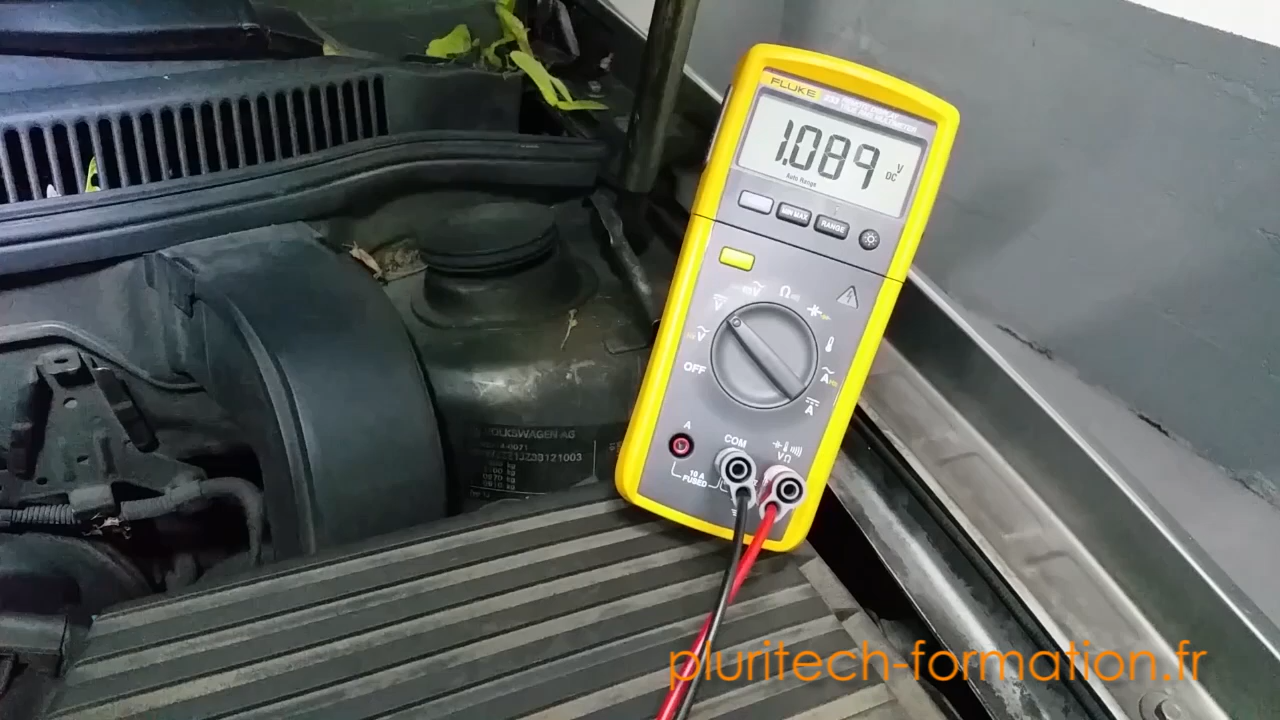 FLUKE
1.089 V DC
Auto Range
MIN MAX
RANGE
V
Ω
V
OFF
A
A
A
COM
VΩ
10 A
FUSED
VOLKSWAGEN AG
pluritech-formation.fr